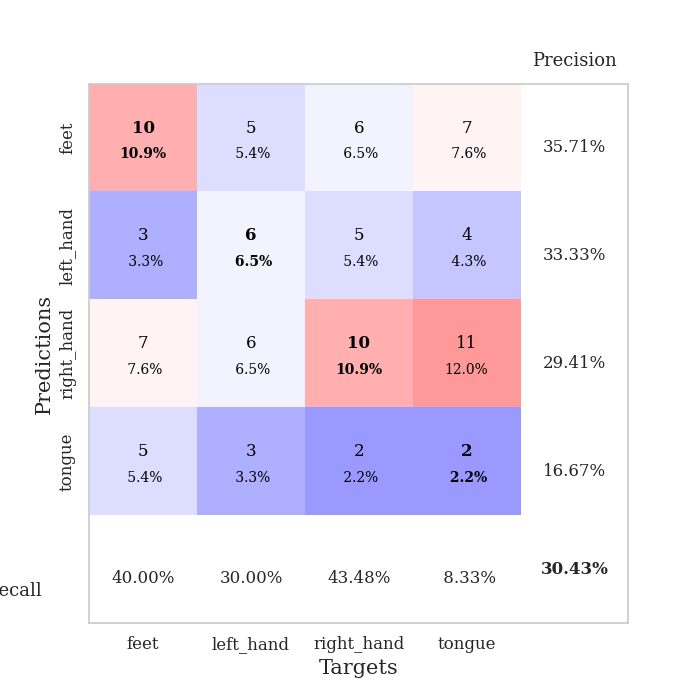 Precision
feet 10 5 6 7 35.71%
10.9% 5.4% 6.5% 7.6%
left_hand 3 6 5 4 33.33%
3.3% 6.5% 5.4% 4.3%
right_hand 7 6 10 11 29.41%
7.6% 6.5% 10.9% 12.0%
tongue 5 3 2 2 16.67%
5.4% 3.3% 2.2% 2.2%
Predictions
ecall 40.00% 30.00% 43.48% 8.33% 30.43%
feet left_hand right_hand tongue
Targets